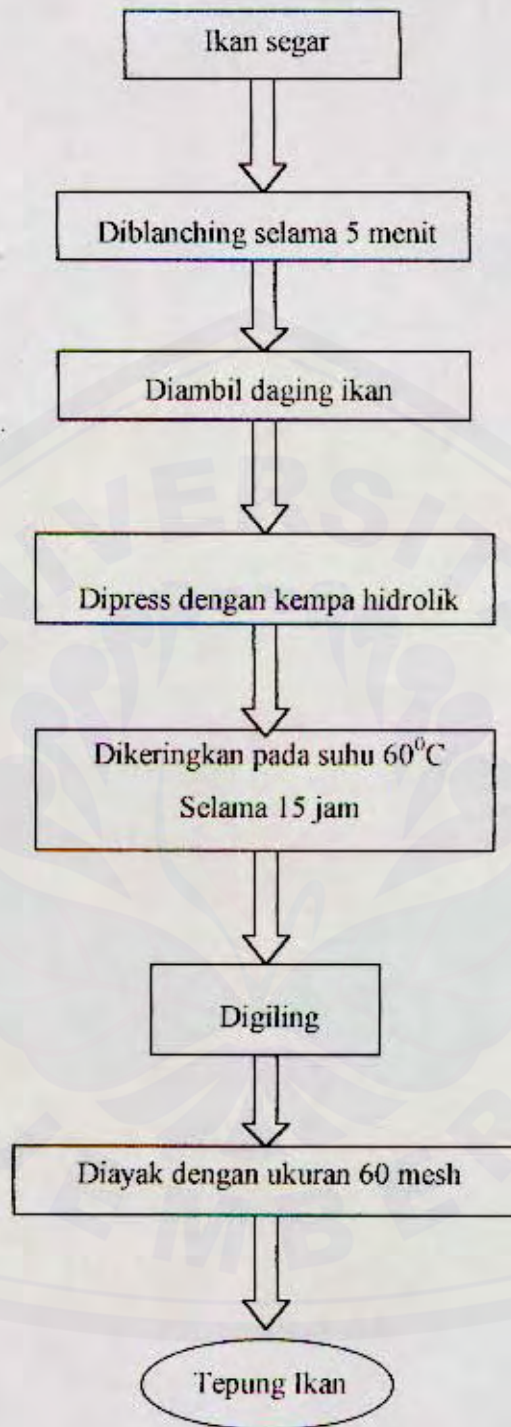 Ikan segar
Diblanching selama 5 menit
Diambil daging ikan
Dipress dengan kempa hidrolik
Dikeringkan pada suhu 60⁰C
Selama 15 jam
Digiling
Diayak dengan ukuran 60 mesh
Tepung Ikan